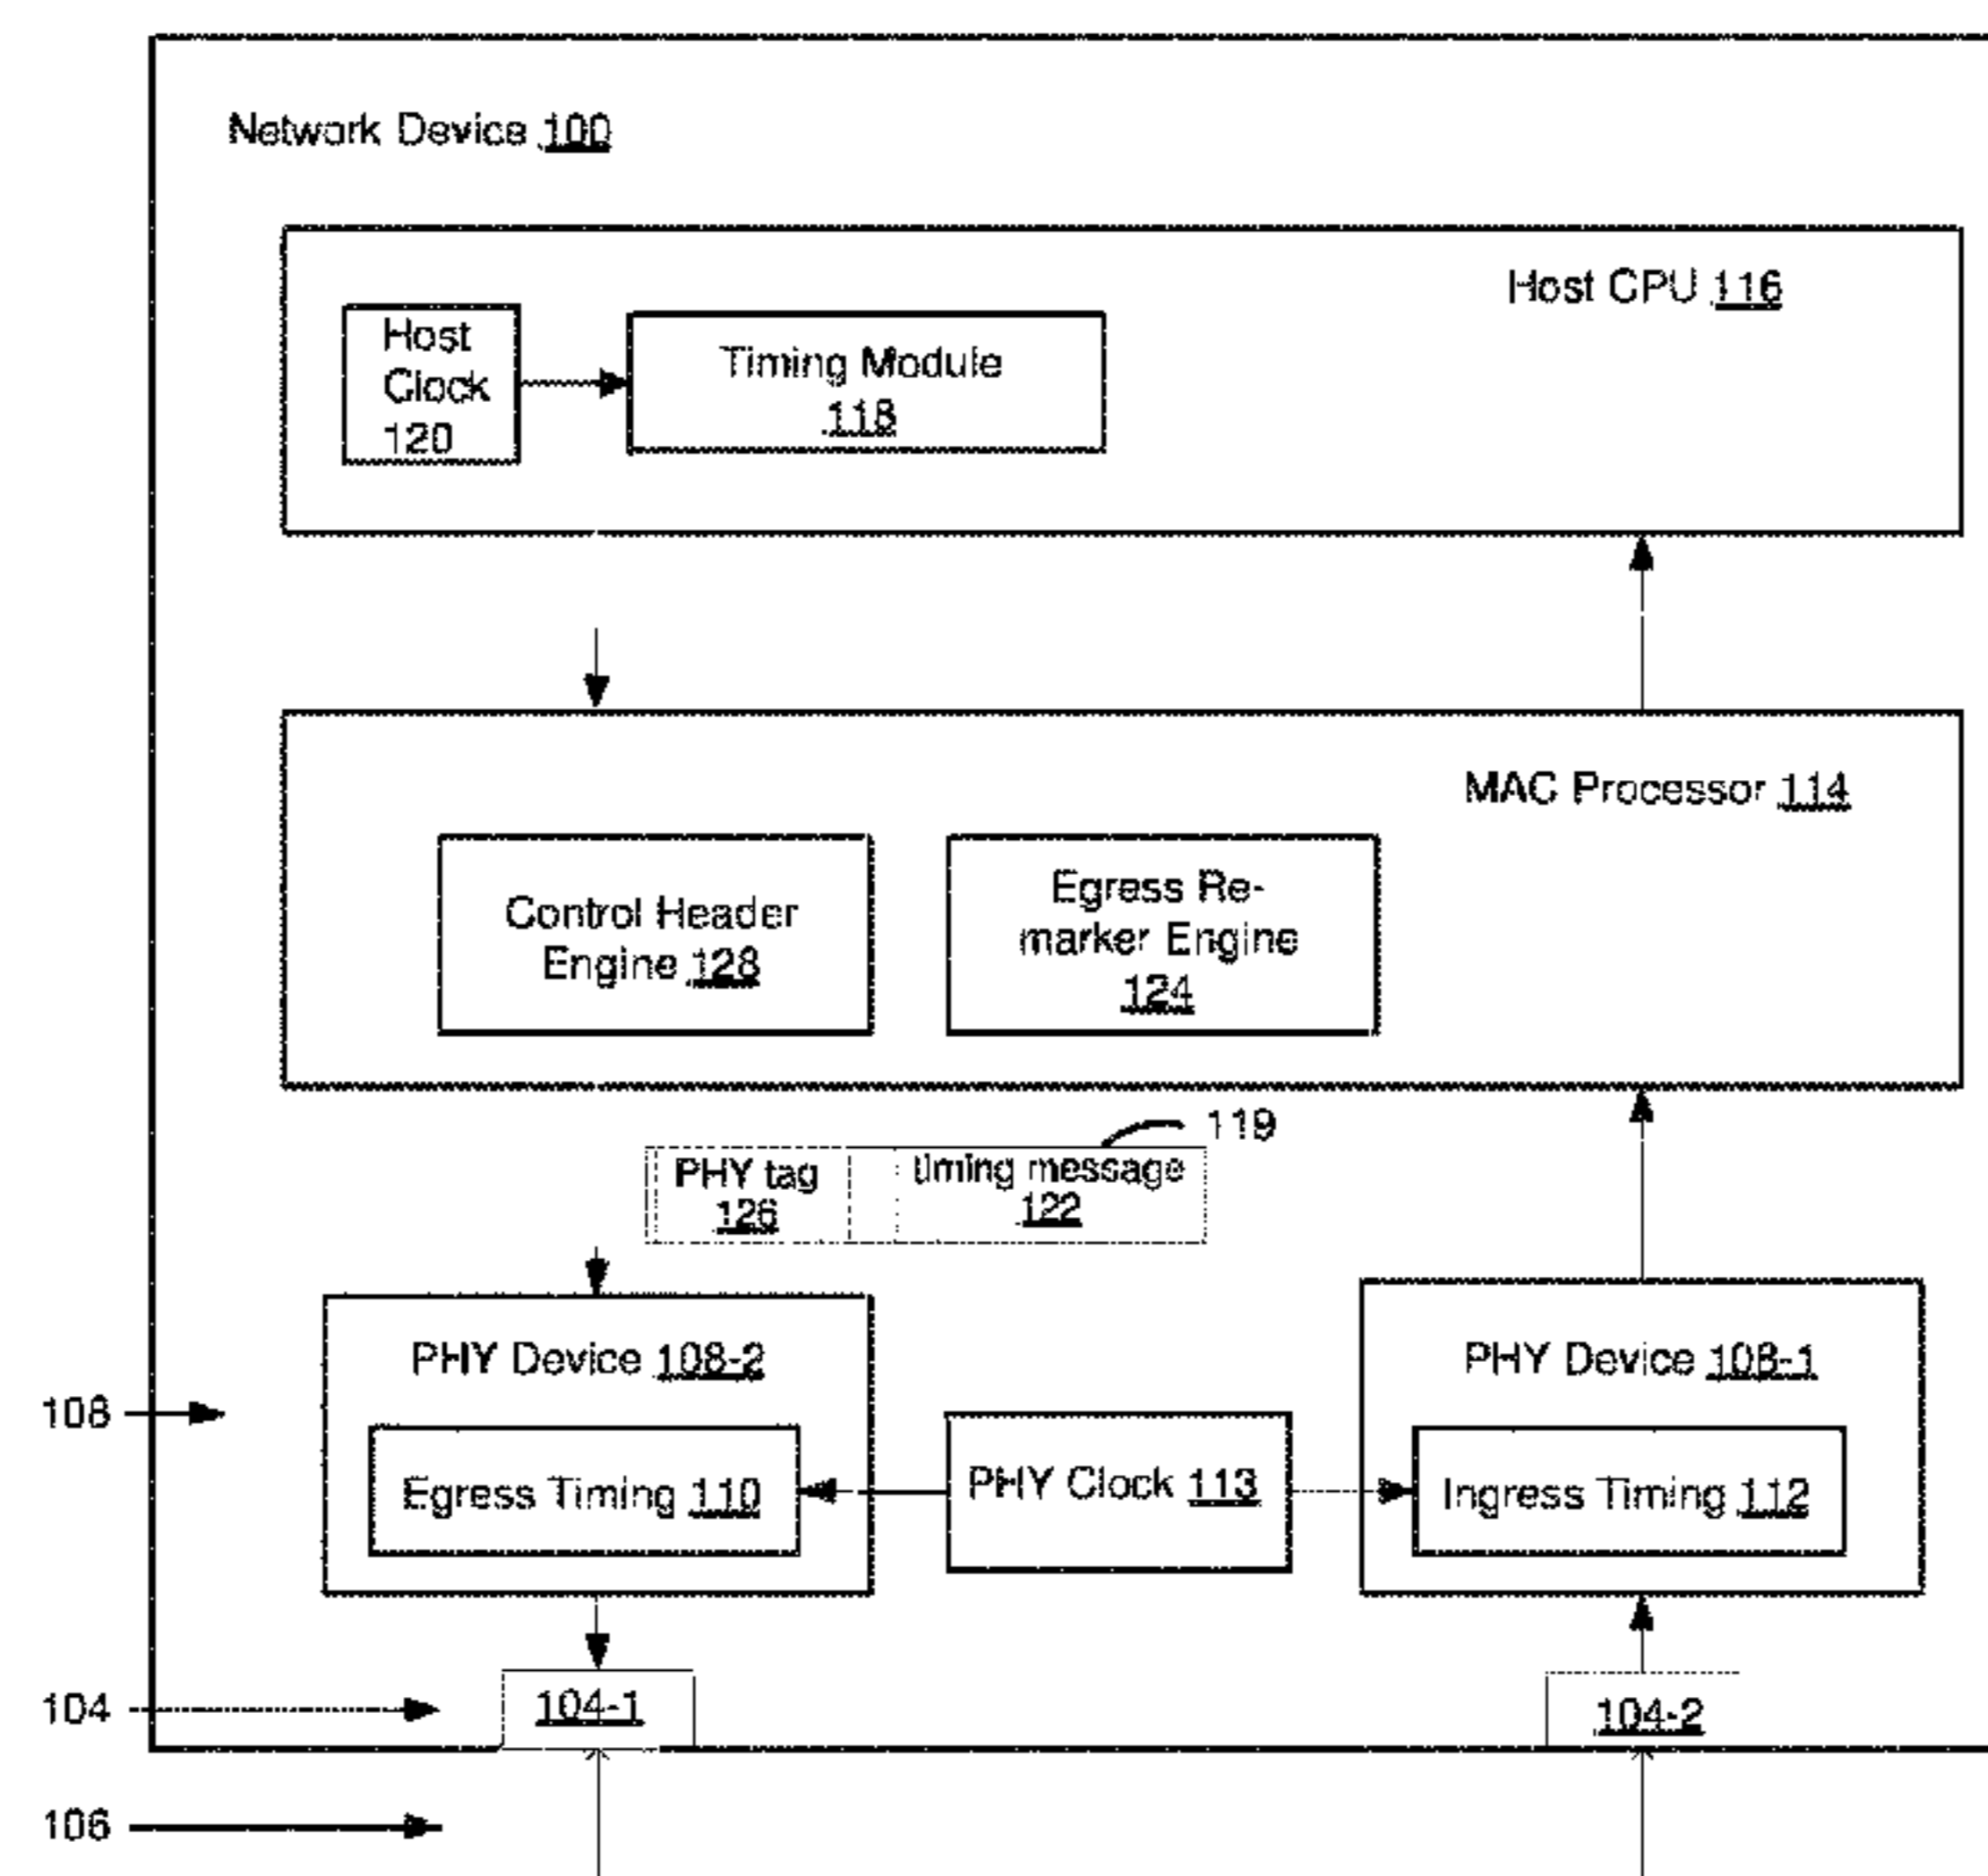 Network Device 100
Host CPU 116
Host
Clock
120
Timing Module
118
MAC Processor 114
Control Header
Engine 128
Egress Re-
marker Engine
124
119
PHY tag
126
timing message
122
PHY Device 108-2
PHY Device 108-1
108
Egress Timing 110
PHY Clock 113
Ingress Timing 112
104
104-1
104-2
106